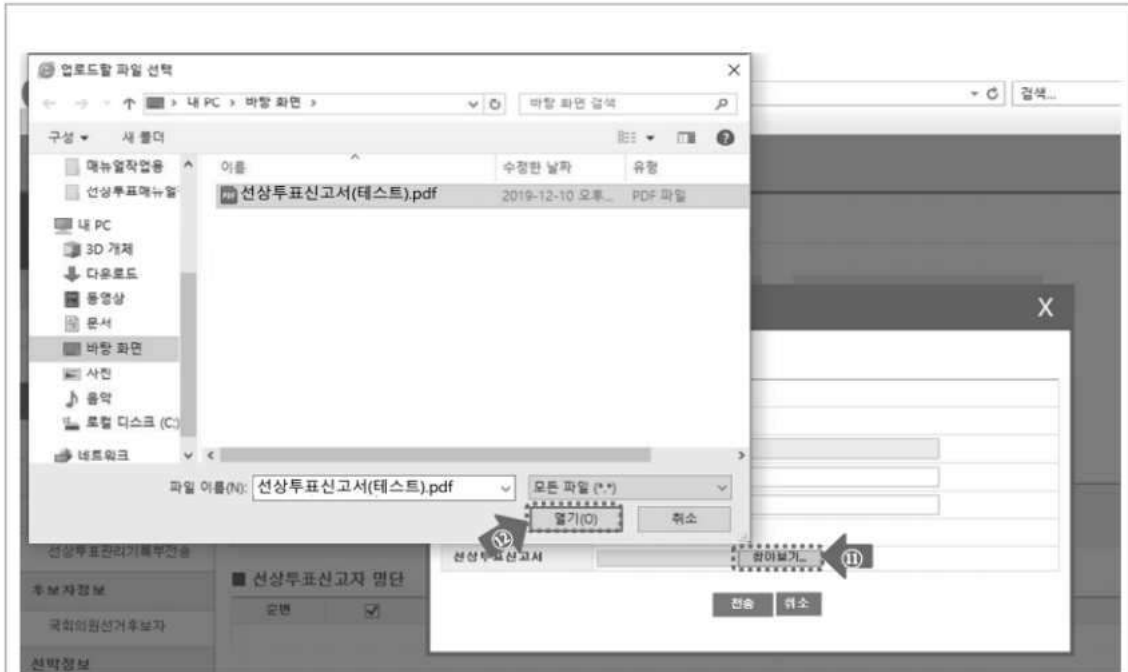 업로드할 파일 선택
내 PC > 바탕 화면 >
바탕 화면 검색
검색...
구성
새 폴더
이름
수정한 날짜
유형
매뉴얼작업용
선상투표매뉴얼
선상투표신고서(테스트).pdf
2019-12-10 오후...
PDF 파일
내 PC
3D 개체
다운로드
동영상
문서
바탕 화면
사진
음악
로컬 디스크 (C:)
네트워크
X
파일 이름(N):
선상투표신고서(테스트).pdf
모든 파일 (*.*)
열기(O)
취소
⑫
선상투표관리기록부전송
선상투표신고서
찾아보기...
⑪
후보자정보
■ 선상투표신고자 명단
전송
취소
순번
국회의원선거후보자
선박정보